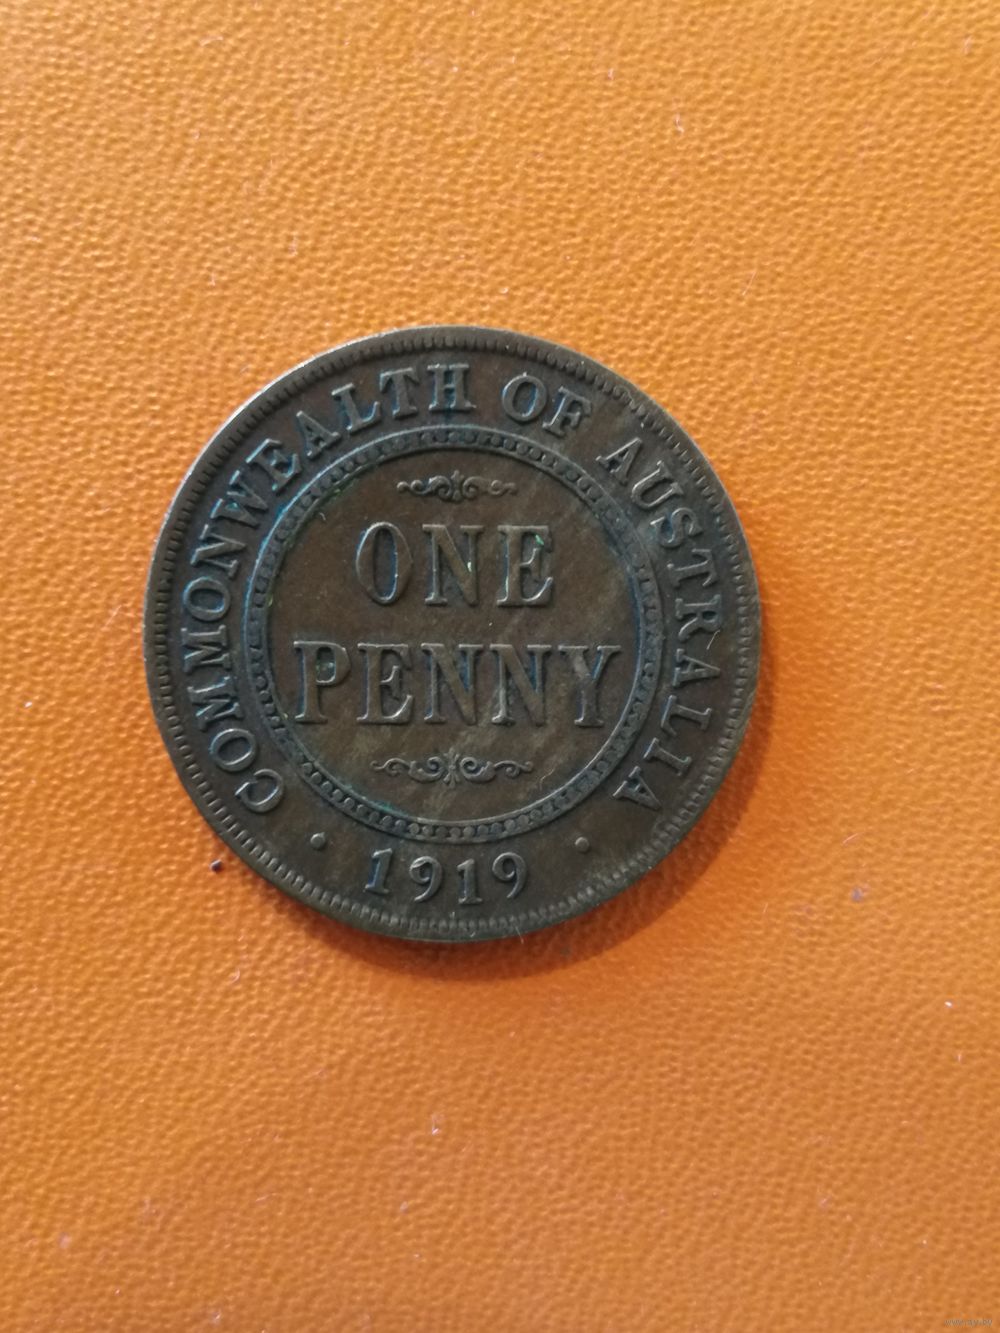 COMMONWEALTH OF AUSTRALIA
ONE
PENNY
· 1919 ·